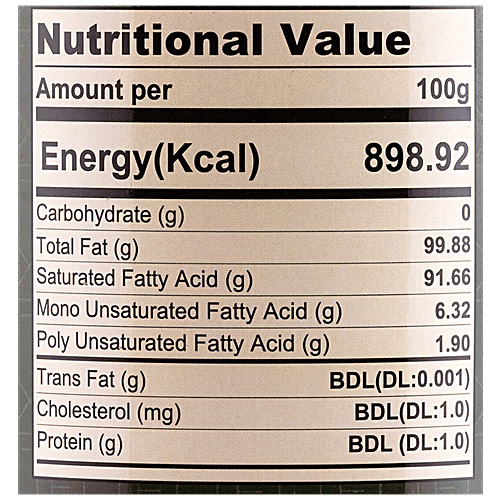 Nutritional Value
Amount per 100g
Energy(Kcal) 898.92
Carbohydrate (g) 0
Total Fat (g) 99.88
Saturated Fatty Acid (g) 91.66
Mono Unsaturated Fatty Acid (g) 6.32
Poly Unsaturated Fatty Acid (g) 1.90
Trans Fat (g) BDL(DL:0.001)
Cholesterol (mg) BDL(DL:1.0)
Protein (g) BDL (DL:1.0)